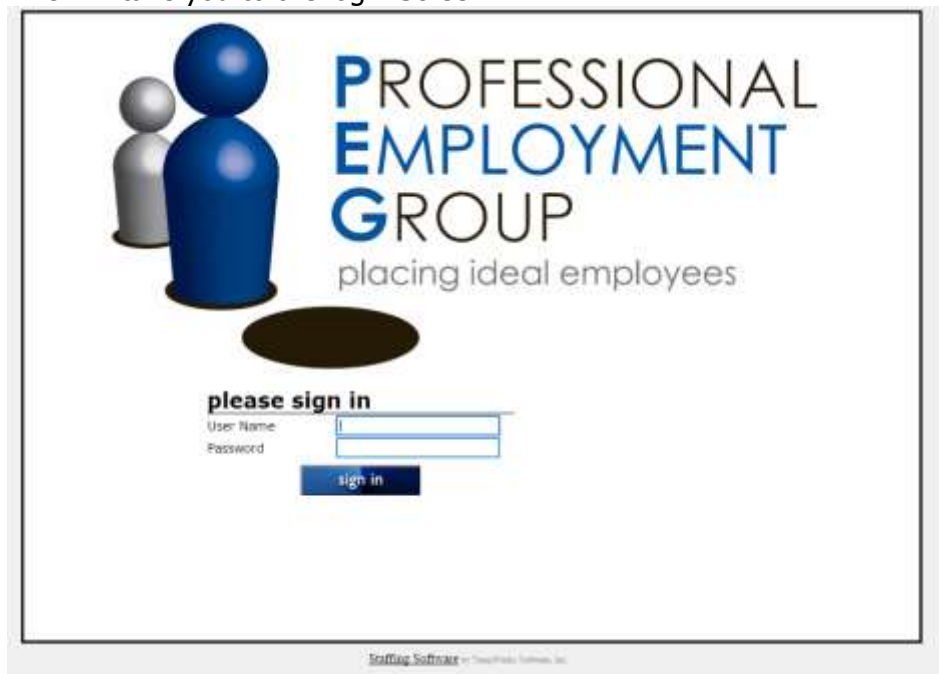 PROFESSIONAL
EMPLOYMENT
GROUP
placing ideal employees
please sign in
User Name
Password
sign in
Staffing Software